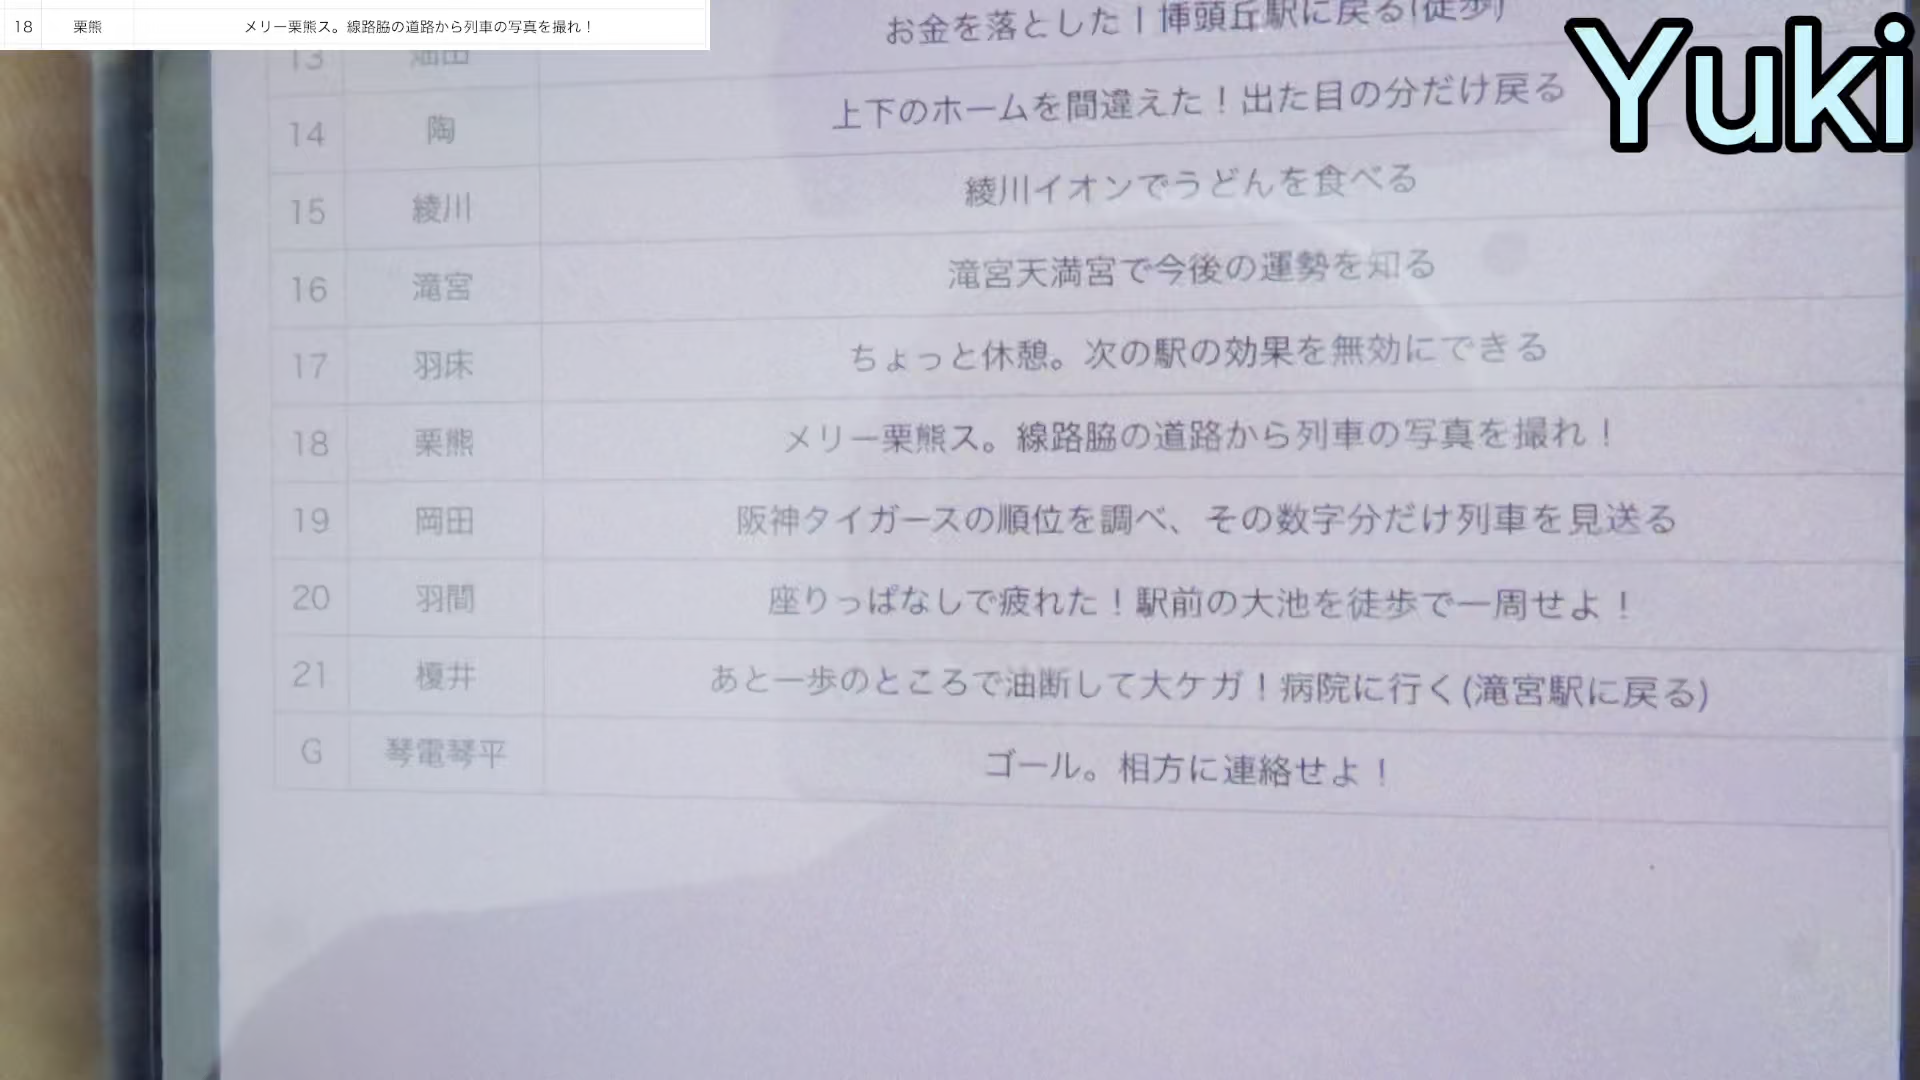 18 栗熊 メリー栗熊ス。線路脇の道路から列車の写真を撮れ！
Yuki
13 畑田 お金を落とした！挿頭丘駅に戻る(徒歩)
14 陶 上下のホームを間違えた！出た目の分だけ戻る
15 綾川 綾川イオンでうどんを食べる
16 滝宮 滝宮天満宮で今後の運勢を知る
17 羽床 ちょっと休憩。次の駅の効果を無効にできる
18 栗熊 メリー栗熊ス。線路脇の道路から列車の写真を撮れ！
19 岡田 阪神タイガースの順位を調べ、その数字分だけ列車を見送る
20 羽間 座りっぱなしで疲れた！駅前の大池を徒歩で一周せよ！
21 榎井 あと一歩のところで油断して大ケガ！病院に行く(滝宮駅に戻る)
G 琴電琴平 ゴール。相方に連絡せよ！